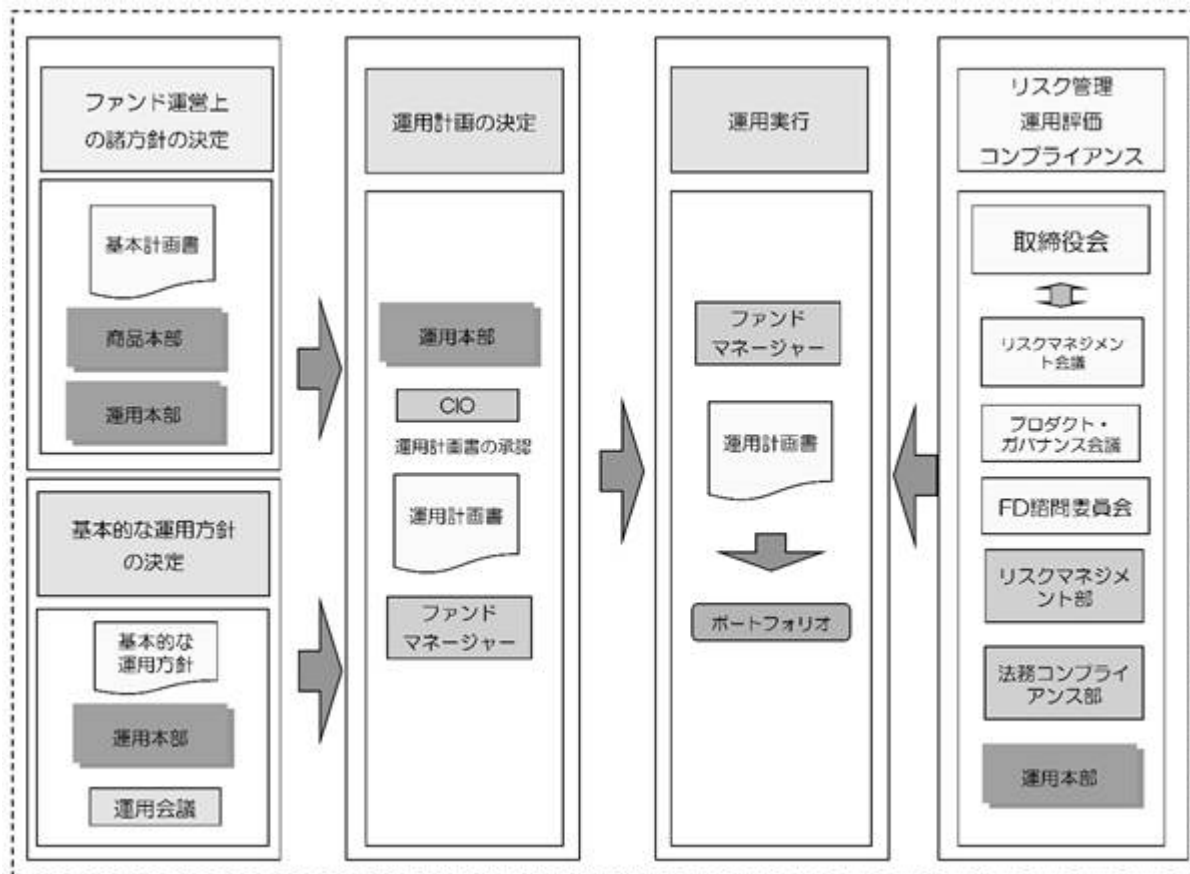 ファンド運営上
の諸方針の決定
基本計画書
商品本部
運用本部
基本的な運用方針
の決定
基本的な
運用方針
運用本部
運用会議
運用計画の決定
運用本部
CIO
運用計画書の承認
運用計画書
ファンド
マネージャー
運用実行
ファンド
マネージャー
運用計画書
ポートフォリオ
リスク管理
運用評価
コンプライアンス
取締役会
リスクマネジメン
ト会議
プロダクト・
ガバナンス会議
FD諮問委員会
リスクマネジメ
ント部
法務コンプライ
アンス部
運用本部